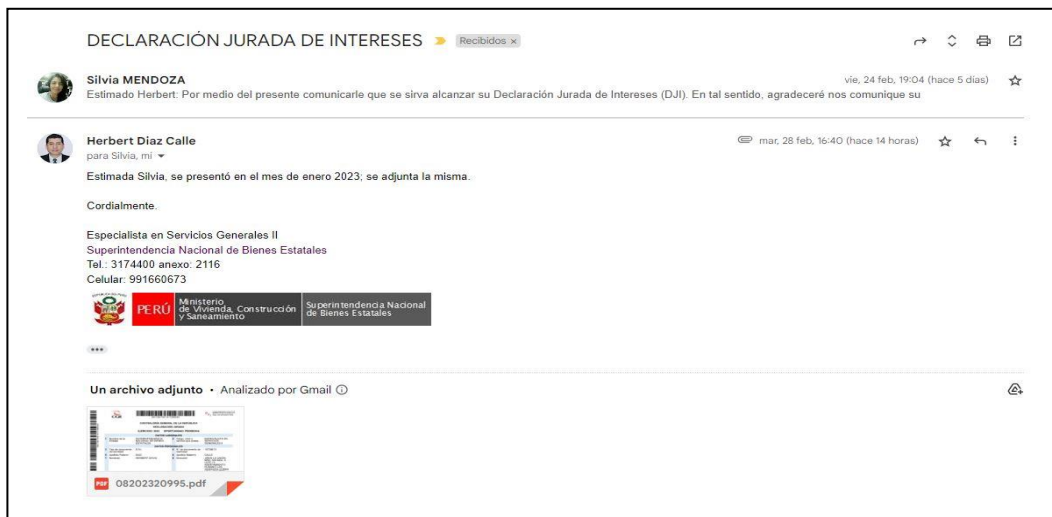 DECLARACIÓN JURADA DE INTERESES
Recibidos x
Silvia MENDOZA
vie, 24 feb, 19:04 (hace 5 días)
Estimado Herbert: Por medio del presente comunicarle que se sirva alcanzar su Declaración Jurada de Intereses (DJI). En tal sentido, agradeceré nos comunique su
Herbert Diaz Calle
mar, 28 feb, 16:40 (hace 14 horas)
para Silvia, mí
Estimada Silvia, se presentó en el mes de enero 2023; se adjunta la misma.
Cordialmente.
Especialista en Servicios Generales II
Superintendencia Nacional de Bienes Estatales
Tel.: 3174400 anexo: 2116
Celular: 991660673
PERÚ
Ministerio
de Vivienda, Construcción
y Saneamiento
Superintendencia Nacional
de Bienes Estatales
Un archivo adjunto • Analizado por Gmail
PDF
08202320995.pdf